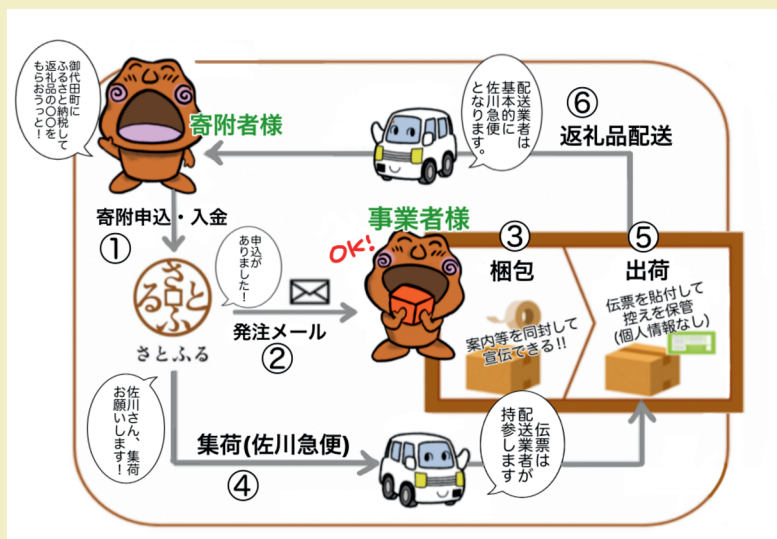 御代田町に
ふるさと納税して
返礼品の〇〇を
もらおうっと！
寄附者様
配送業者は
基本的に
佐川急便
となります。
⑥
返礼品配送
寄附申込・入金
①
さとふる
さとふる
申込が
ありました！
発注メール
②
OK!
事業者様
③
梱包
案内等を同封して
宣伝できる!!
⑤
出荷
伝票を貼付して
控えを保管
(個人情報なし)
佐川さん、集荷
お願いします！
集荷(佐川急便)
④
伝票は
配送業者が
持参します